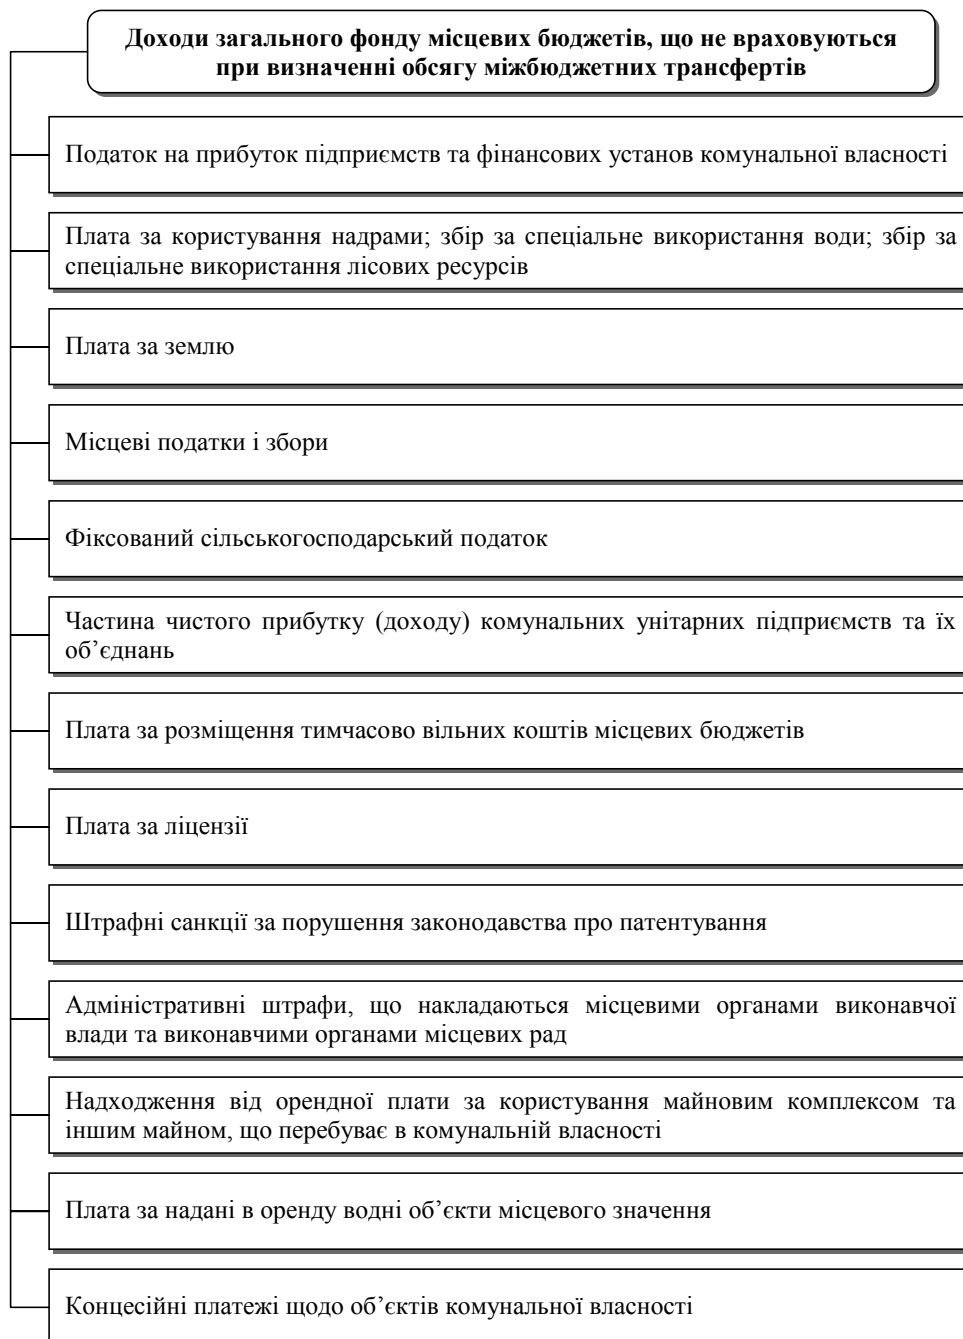 Доходи загального фонду місцевих бюджетів, що не враховуються
при визначенні обсягу міжбюджетних трансфертів
Податок на прибуток підприємств та фінансових установ комунальної власності
Плата за користування надрами; збір за спеціальне використання води; збір за
спеціальне використання лісових ресурсів
Плата за землю
Місцеві податки і збори
Фіксований сільськогосподарський податок
Частина чистого прибутку (доходу) комунальних унітарних підприємств та їх
об’єднань
Плата за розміщення тимчасово вільних коштів місцевих бюджетів
Плата за ліцензії
Штрафні санкції за порушення законодавства про патентування
Адміністративні штрафи, що накладаються місцевими органами виконавчої
влади та виконавчими органами місцевих рад
Надходження від орендної плати за користування майновим комплексом та
іншим майном, що перебуває в комунальній власності
Плата за надані в оренду водні об’єкти місцевого значення
Концесійні платежі щодо об’єктів комунальної власності